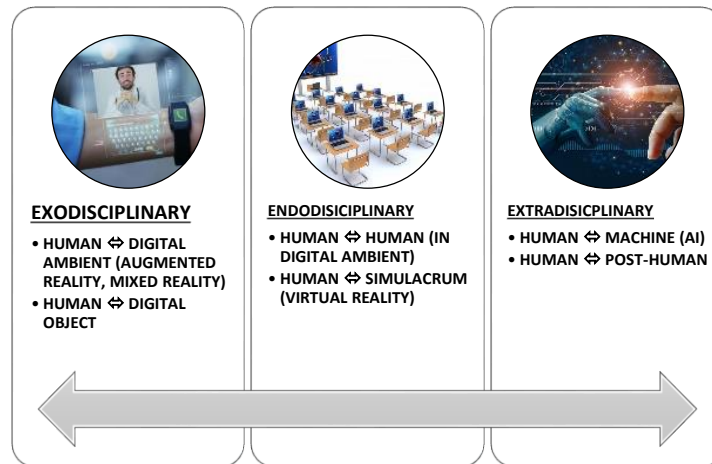 EXODISCIPLINARY
• HUMAN ⇔ DIGITAL
AMBIENT (AUGMENTED
REALITY, MIXED REALITY)
• HUMAN ⇔ DIGITAL
OBJECT
ENDODISICIPLINARY
• HUMAN ⇔ HUMAN (IN
DIGITAL AMBIENT)
• HUMAN ⇔ SIMULACRUM
(VIRTUAL REALITY)
EXTRADISICPLINARY
• HUMAN ⇔ MACHINE (AI)
• HUMAN ⇔ POST-HUMAN